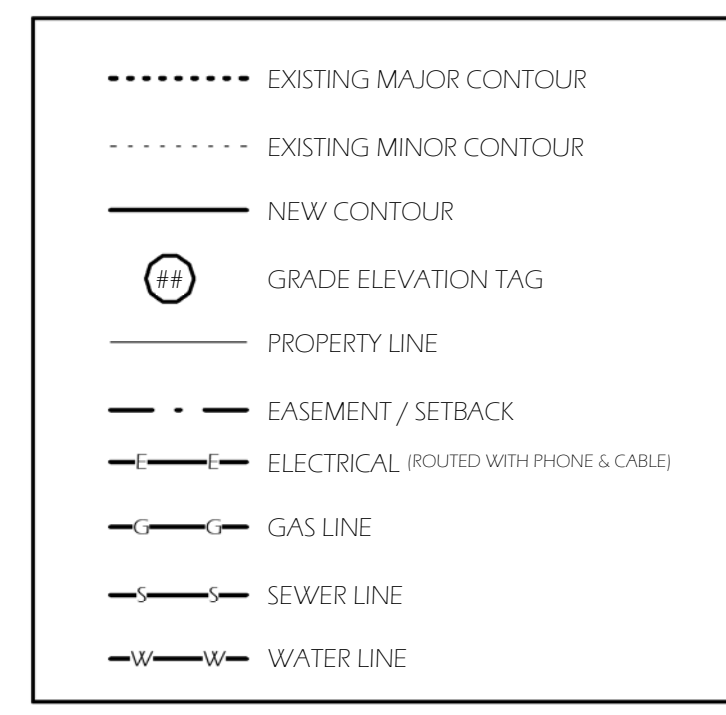 EXISTING MAJOR CONTOUR
EXISTING MINOR CONTOUR
NEW CONTOUR
## GRADE ELEVATION TAG
PROPERTY LINE
EASEMENT / SETBACK
E E ELECTRICAL (ROUTED WITH PHONE & CABLE)
G G GAS LINE
S S SEWER LINE
W W WATER LINE